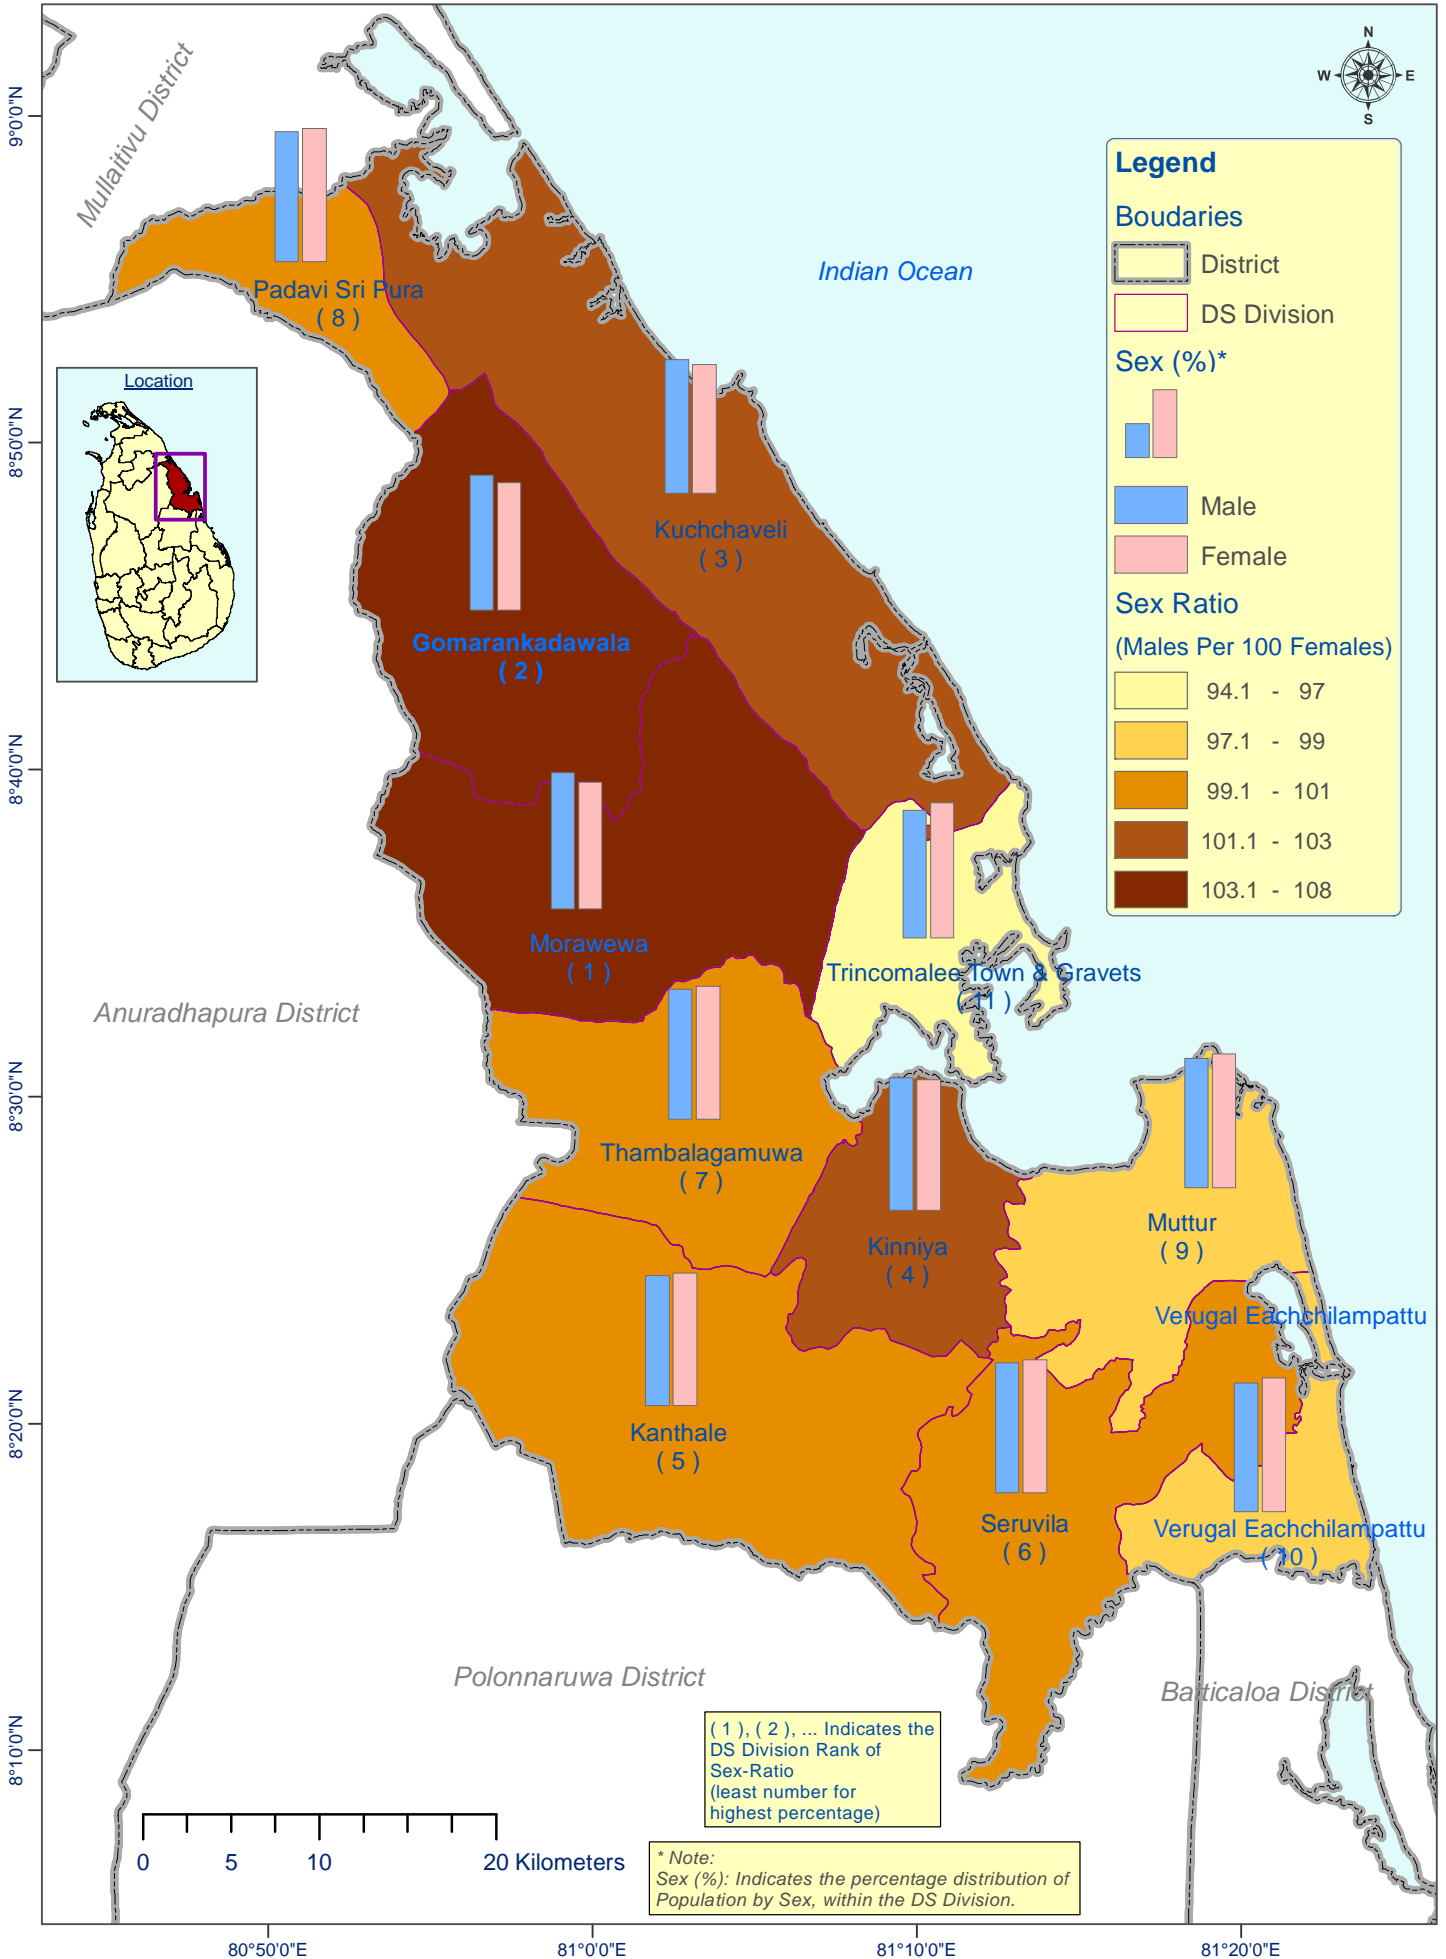 N
W E
S
9°0'0"N
8°50'0"N
8°40'0"N
8°30'0"N
8°20'0"N
8°10'0"N
Mullaitivu District
Indian Ocean
Padavi Sri Pura
( 8 )
Location
Kuchchaveli
( 3 )
Gomarankadawala
( 2 )
Morawewa
( 1 )
Trincomalee Town & Gravets
( 11 )
Anuradhapura District
Thambalagamuwa
( 7 )
Kinniya
( 4 )
Muttur
( 9 )
Verugal Eachchilampattu
Kanthale
( 5 )
Seruvila
( 6 )
Verugal Eachchilampattu
( 10 )
Polonnaruwa District
Batticaloa District
Legend
Boudaries
District
DS Division
Sex (%)*
Male
Female
Sex Ratio
(Males Per 100 Females)
94.1 - 97
97.1 - 99
99.1 - 101
101.1 - 103
103.1 - 108
( 1 ), ( 2 ), ... Indicates the
DS Division Rank of
Sex-Ratio
(least number for
highest percentage)
0 5 10 20 Kilometers
* Note:
Sex (%): Indicates the percentage distribution of
Population by Sex, within the DS Division.
80°50'0"E 81°0'0"E 81°10'0"E 81°20'0"E